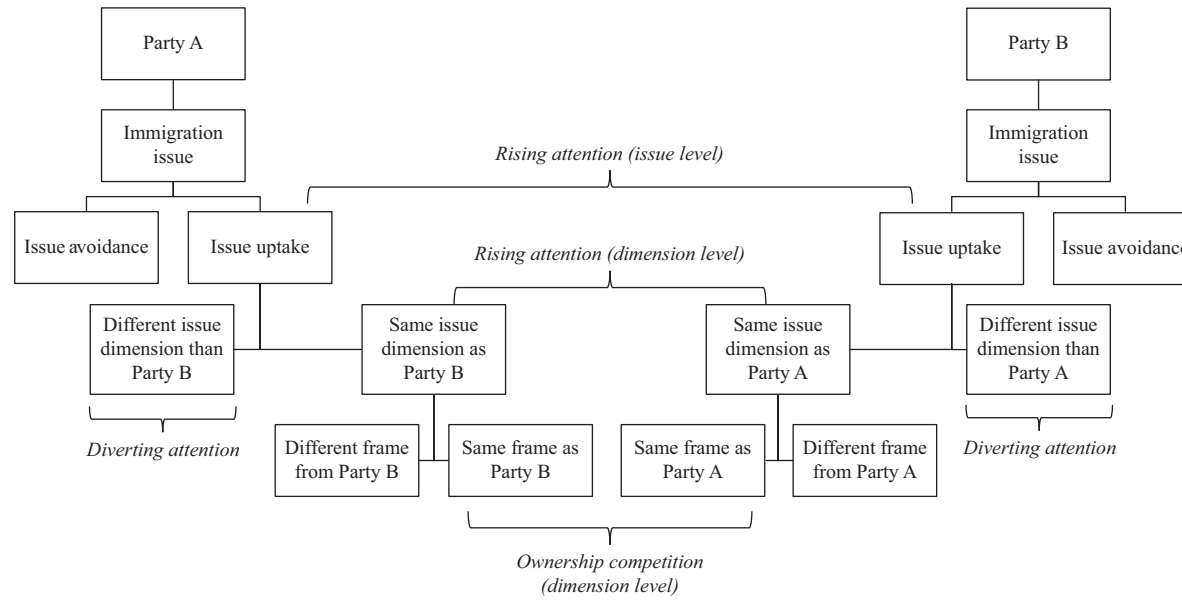 Party A
Party B
Immigration
issue
Immigration
issue
Rising attention (issue level)
Issue avoidance
Issue uptake
Issue uptake
Issue avoidance
Rising attention (dimension level)
Different issue
dimension than
Party B
Same issue
dimension as
Party B
Same issue
dimension as
Party A
Different issue
dimension than
Party A
Diverting attention
Diverting attention
Different frame
from Party B
Same frame as
Party B
Same frame as
Party A
Different frame
from Party A
Ownership competition
(dimension level)